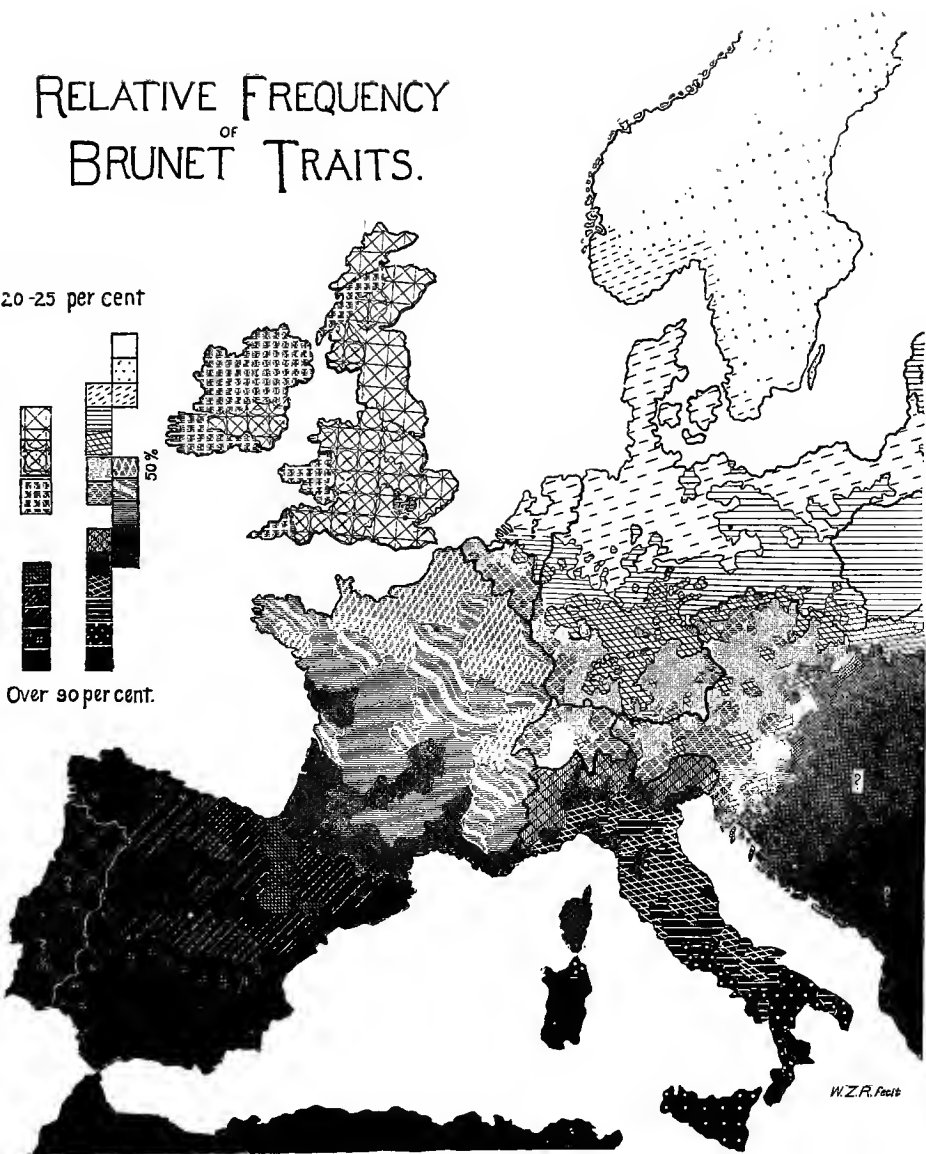 RELATIVE FREQUENCY
OF
BRUNET TRAITS.
20-25 per cent
50%
Over 90 per cent.
?
?
?
?
W.Z.R. fecit